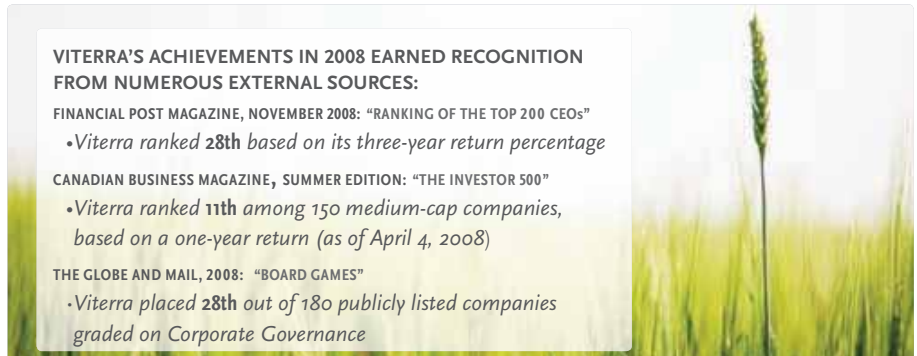 VITERRA'S ACHIEVEMENTS IN 2008 EARNED RECOGNITION
FROM NUMEROUS EXTERNAL SOURCES:
FINANCIAL POST MAGAZINE, NOVEMBER 2008: "RANKING OF THE TOP 200 CEOs"
•Viterra ranked 28th based on its three-year return percentage
CANADIAN BUSINESS MAGAZINE, SUMMER EDITION: "THE INVESTOR 500"
•Viterra ranked 11th among 150 medium-cap companies,
based on a one-year return (as of April 4, 2008)
THE GLOBE AND MAIL, 2008: "BOARD GAMES"
•Viterra placed 28th out of 180 publicly listed companies
graded on Corporate Governance